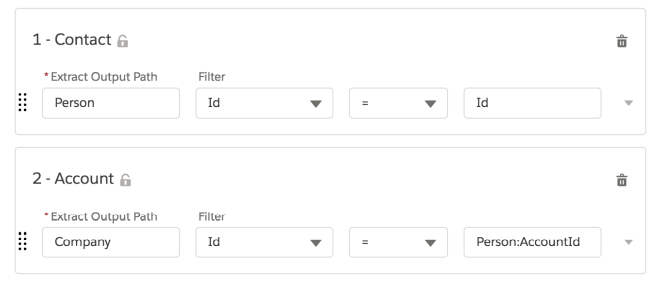 1 - Contact
* Extract Output Path Filter
Person Id = Id
2 - Account
* Extract Output Path Filter
Company Id = Person:AccountId